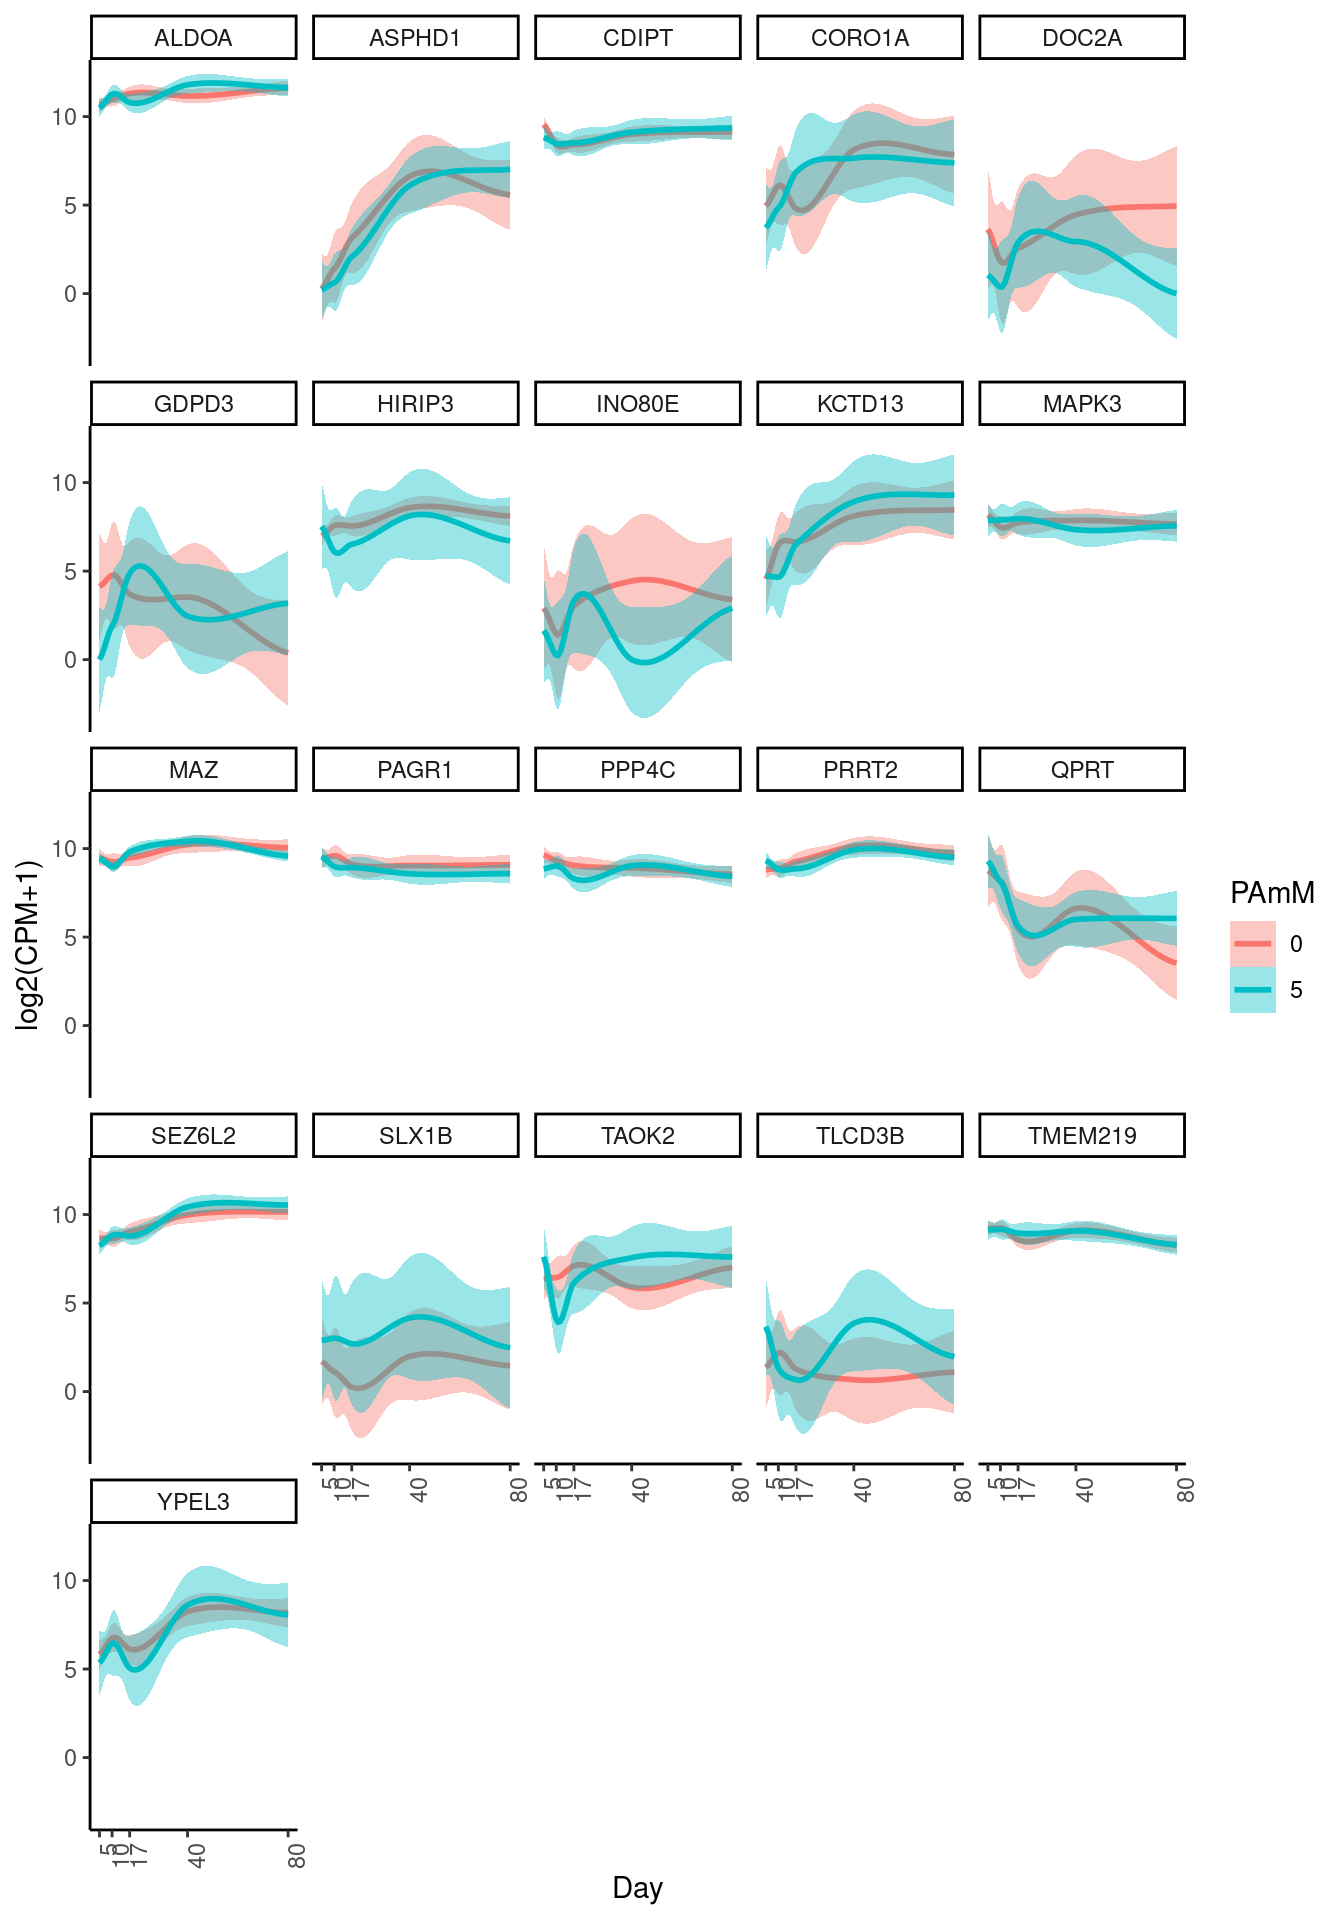 ALDOA ASPHD1 CDIPT CORO1A DOC2A
10
5
0
GDPD3 HIRIP3 INO80E KCTD13 MAPK3
10
5
0
MAZ PAGR1 PPP4C PRRT2 QPRT
10
5
0
log2(CPM+1)
PAmM
0
5
SEZ6L2 SLX1B TAOK2 TLCD3B TMEM219
10
5
0
5 10 17 40 80 5 10 17 40 80 5 10 17 40 80 5 10 17 40 80
YPEL3
10
5
0
5 10 17 40 80
Day